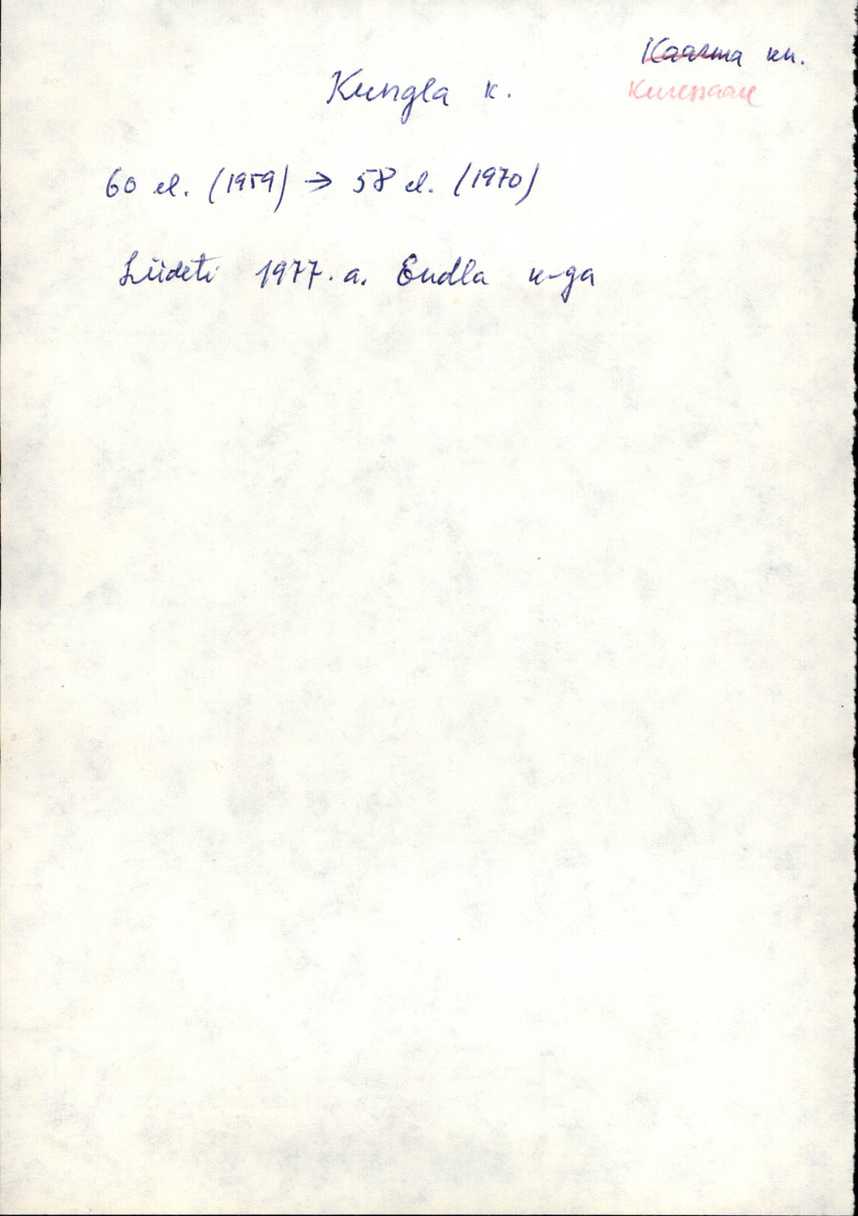 Kaarma kn.
Kuressaare
Kungla k.
60 el. (1959) → 58 el. (1970)
Liideti 1977. a. Endla k-ga